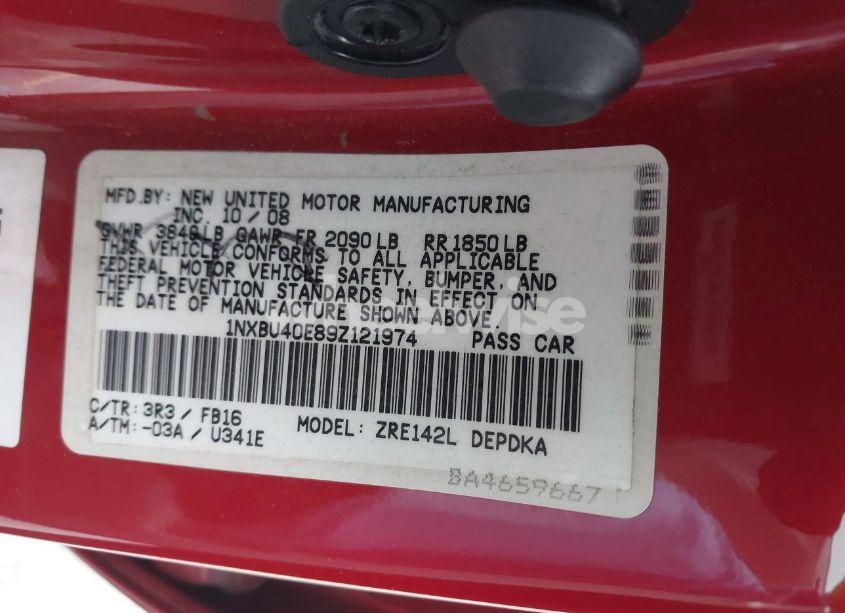 MFD.BY: NEW UNITED MOTOR MANUFACTURING
INC. 10 / 08
GVWR 3840LB GAWR FR 2090LB RR1850LB
THIS VEHICLE CONFORMS TO ALL APPLICABLE
FEDERAL MOTOR VEHICLE SAFETY, BUMPER, AND
THEFT PREVENTION STANDARDS IN EFFECT ON
THE DATE OF MANUFACTURE SHOWN ABOVE.
1NXBU40E89Z121974 PASS CAR
C/TR: 3R3 / FB16
A/TM: -03A / U341E MODEL: ZRE142L DEPDKA
BA4659667